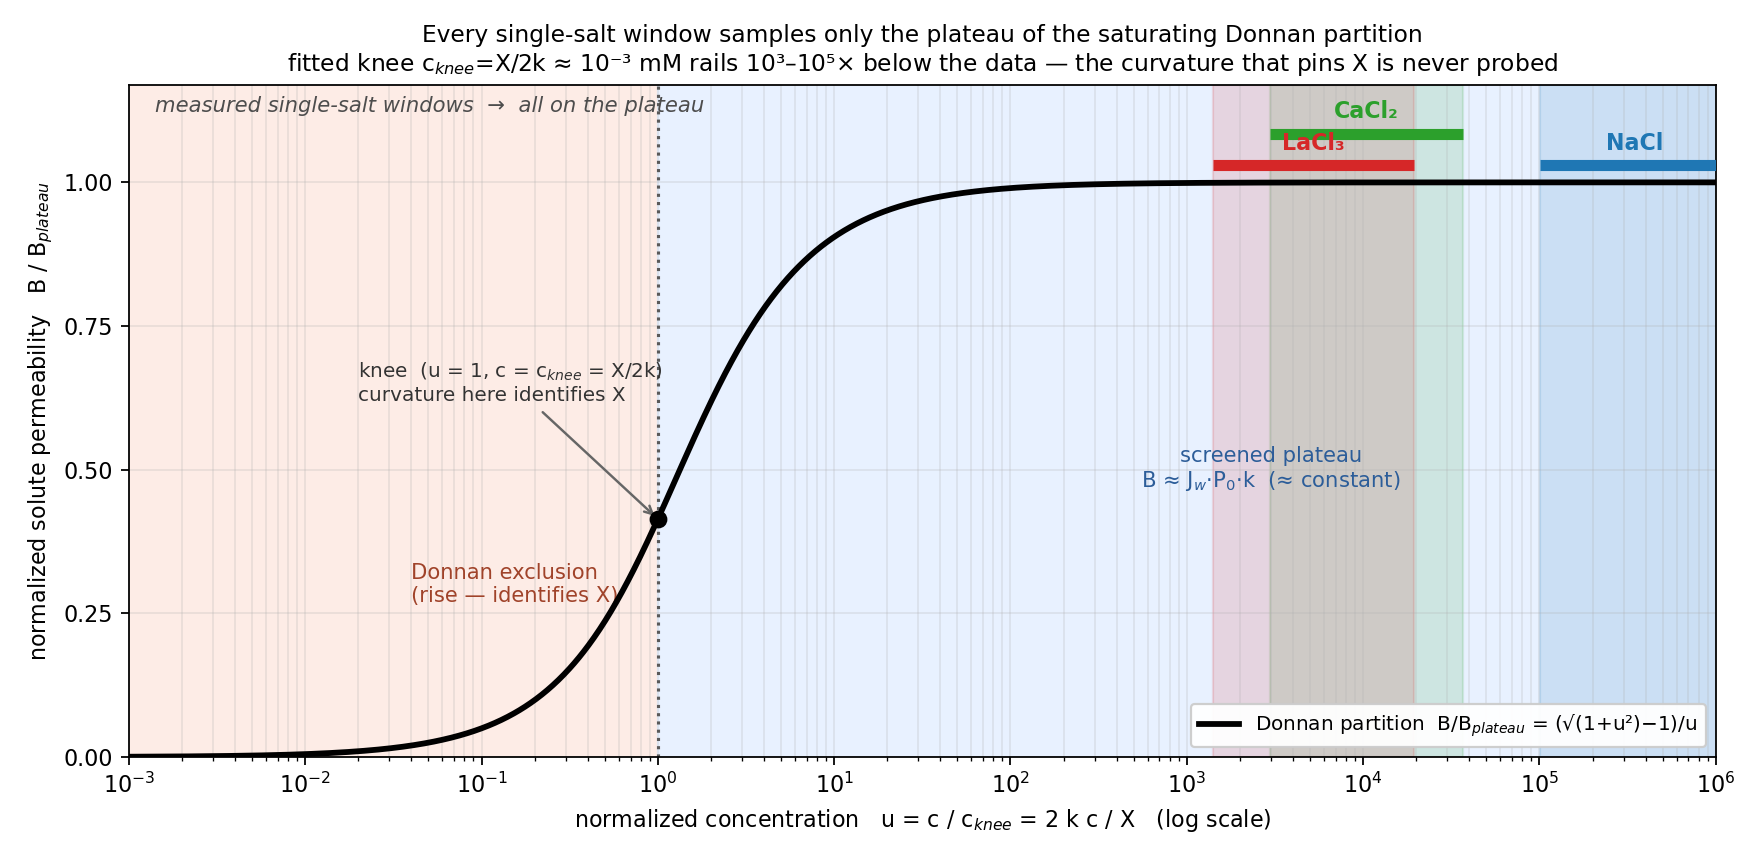 Every single-salt window samples only the plateau of the saturating Donnan partition
fitted knee c_knee=X/2k ≈ 10⁻³ mM rails 10³–10⁵× below the data — the curvature that pins X is never probed
measured single-salt windows → all on the plateau
CaCl₂
LaCl₃
NaCl
knee (u = 1, c = c_knee = X/2k)
curvature here identifies X
screened plateau
B ≈ J_w·P₀·k (≈ constant)
Donnan exclusion
(rise — identifies X)
Donnan partition B/B_plateau = (√(1+u²)−1)/u
normalized solute permeability B / B_plateau
1.00
0.75
0.50
0.25
0.00
10⁻³
10⁻²
10⁻¹
10⁰
10¹
10²
10³
10⁴
10⁵
10⁶
normalized concentration u = c / c_knee = 2 k c / X (log scale)